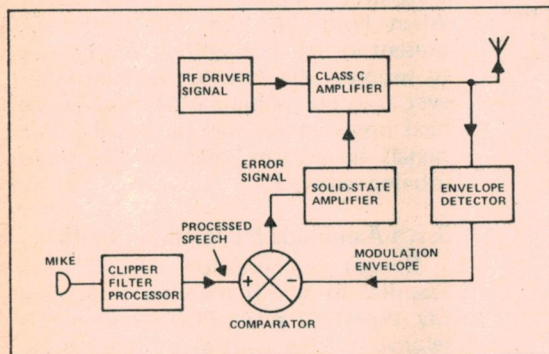 RF DRIVER
SIGNAL
CLASS C
AMPLIFIER
ERROR
SIGNAL
SOLID-STATE
AMPLIFIER
ENVELOPE
DETECTOR
PROCESSED
SPEECH
MODULATION
ENVELOPE
MIKE
CLIPPER
FILTER
PROCESSOR
+
−
COMPARATOR